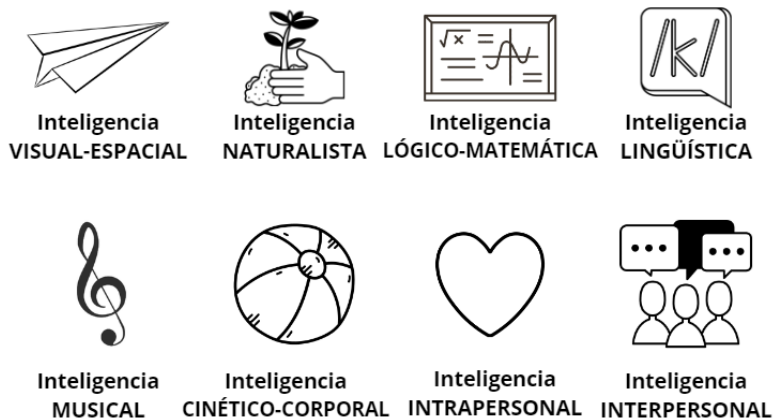 √x =
/k/
Inteligencia
VISUAL-ESPACIAL
Inteligencia
NATURALISTA
Inteligencia
LÓGICO-MATEMÁTICA
Inteligencia
LINGÜÍSTICA
Inteligencia
MUSICAL
Inteligencia
CINÉTICO-CORPORAL
Inteligencia
INTRAPERSONAL
Inteligencia
INTERPERSONAL